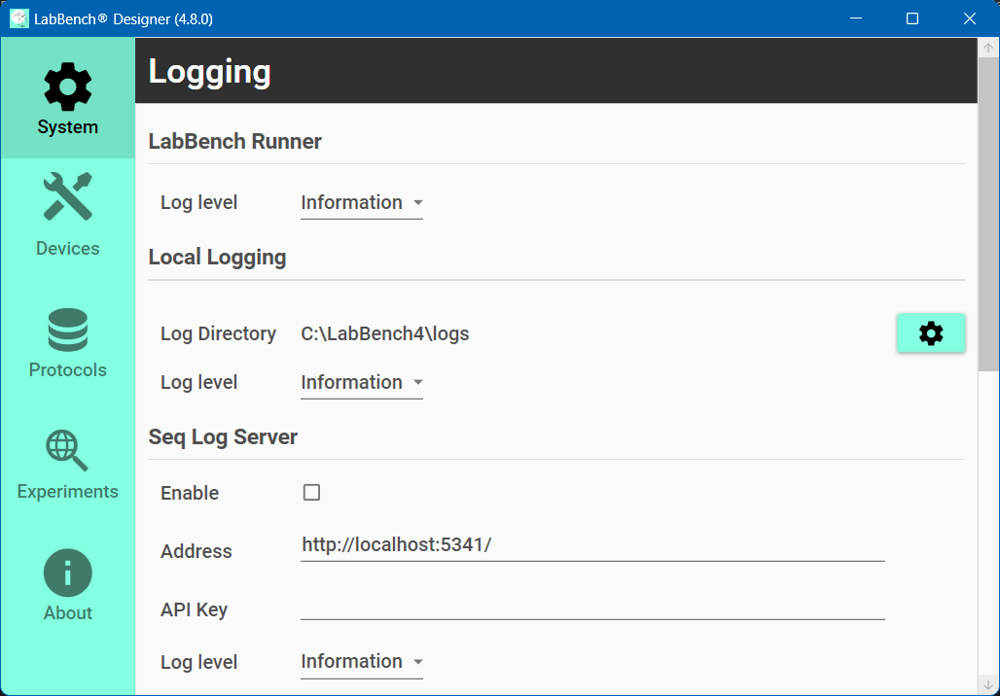 LabBench® Designer (4.8.0)
System
Devices
Protocols
Experiments
About
Logging
LabBench Runner
Log level Information
Local Logging
Log Directory C:\LabBench4\logs
Log level Information
Seq Log Server
Enable
Address http://localhost:5341/
API Key
Log level Information